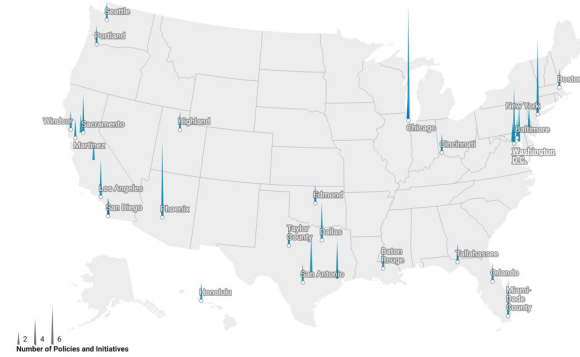 Seattle
Portland
Windsor
Sacramento
Martinez
Highland
Los Angeles
San Diego
Phoenix
Edmond
Taylor
County
Dallas
San Antonio
Baton
Rouge
Chicago
Cincinnati
Boston
New York
Baltimore
Washington
D.C.
Tallahassee
Orlando
Miami-
Dade
County
Honolulu
2 4 6
Number of Policies and Initiatives